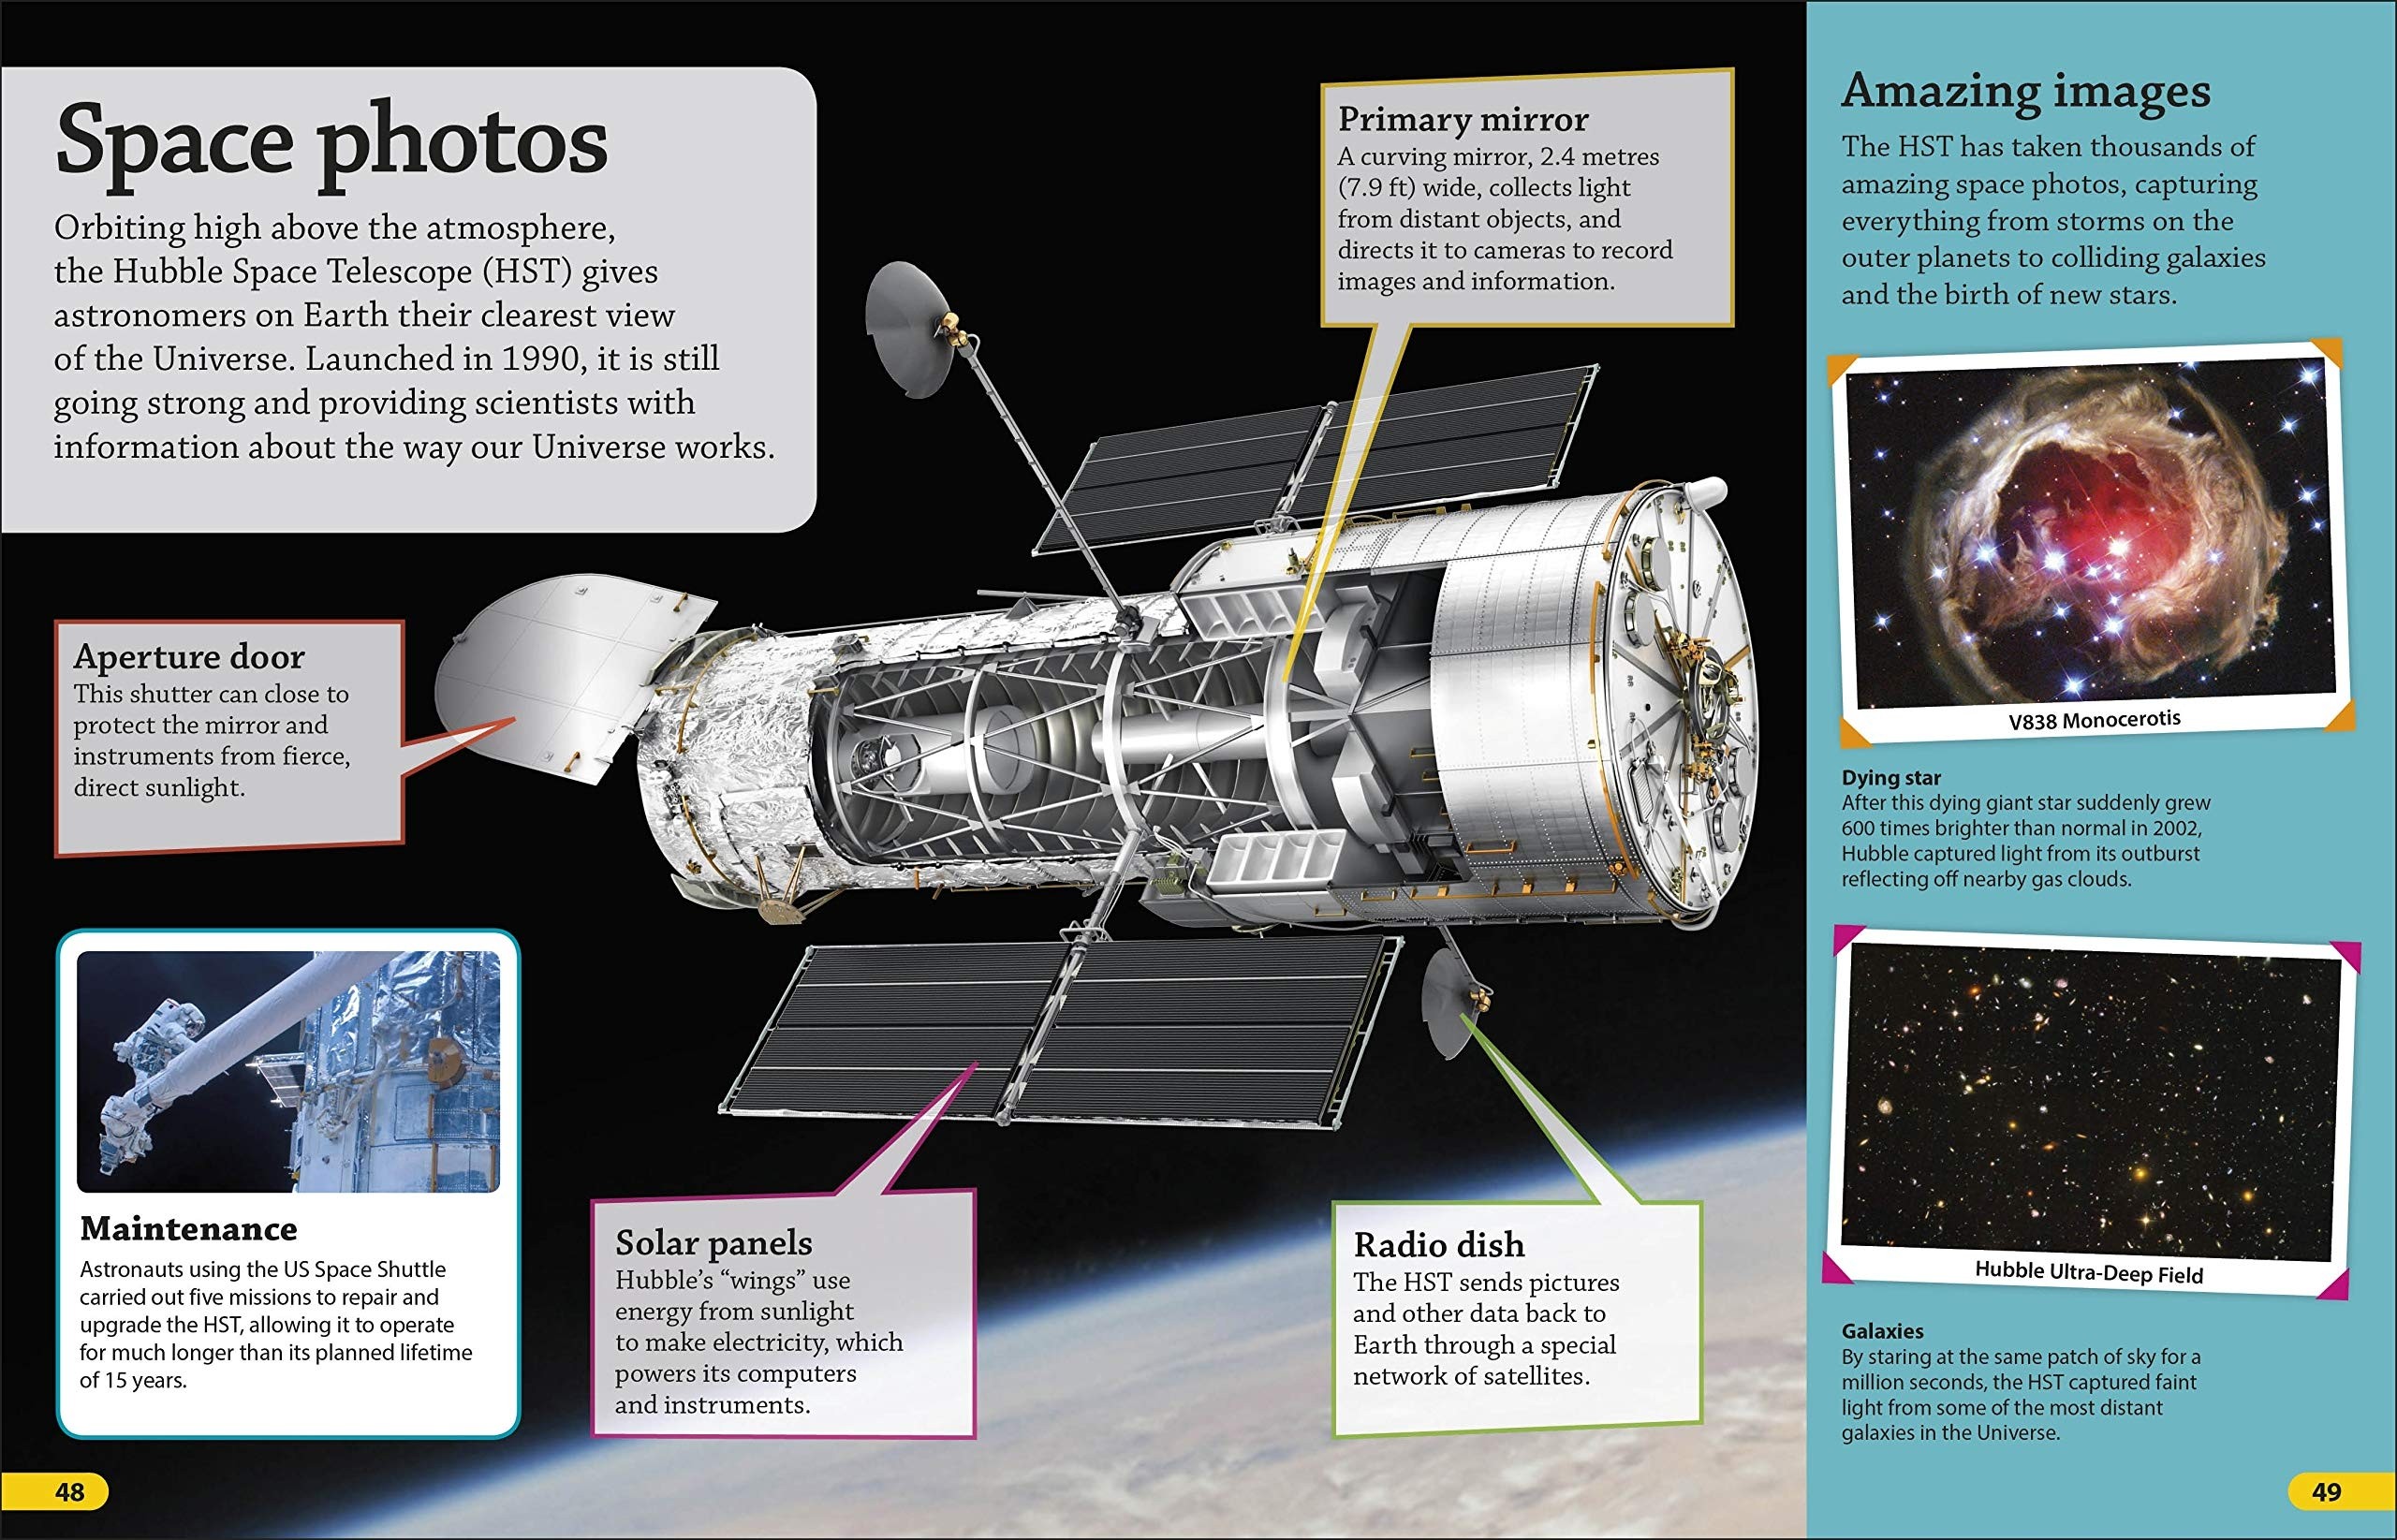 Space photos
Orbiting high above the atmosphere,
the Hubble Space Telescope (HST) gives
astronomers on Earth their clearest view
of the Universe. Launched in 1990, it is still
going strong and providing scientists with
information about the way our Universe works.
Primary mirror
A curving mirror, 2.4 metres
(7.9 ft) wide, collects light
from distant objects, and
directs it to cameras to record
images and information.
Aperture door
This shutter can close to
protect the mirror and
instruments from fierce,
direct sunlight.
Maintenance
Astronauts using the US Space Shuttle
carried out five missions to repair and
upgrade the HST, allowing it to operate
for much longer than its planned lifetime
of 15 years.
Solar panels
Hubble’s “wings” use
energy from sunlight
to make electricity, which
powers its computers
and instruments.
Radio dish
The HST sends pictures
and other data back to
Earth through a special
network of satellites.
48
Amazing images
The HST has taken thousands of
amazing space photos, capturing
everything from storms on the
outer planets to colliding galaxies
and the birth of new stars.
V838 Monocerotis
Dying star
After this dying giant star suddenly grew
600 times brighter than normal in 2002,
Hubble captured light from its outburst
reflecting off nearby gas clouds.
Hubble Ultra-Deep Field
Galaxies
By staring at the same patch of sky for a
million seconds, the HST captured faint
light from some of the most distant
galaxies in the Universe.
49